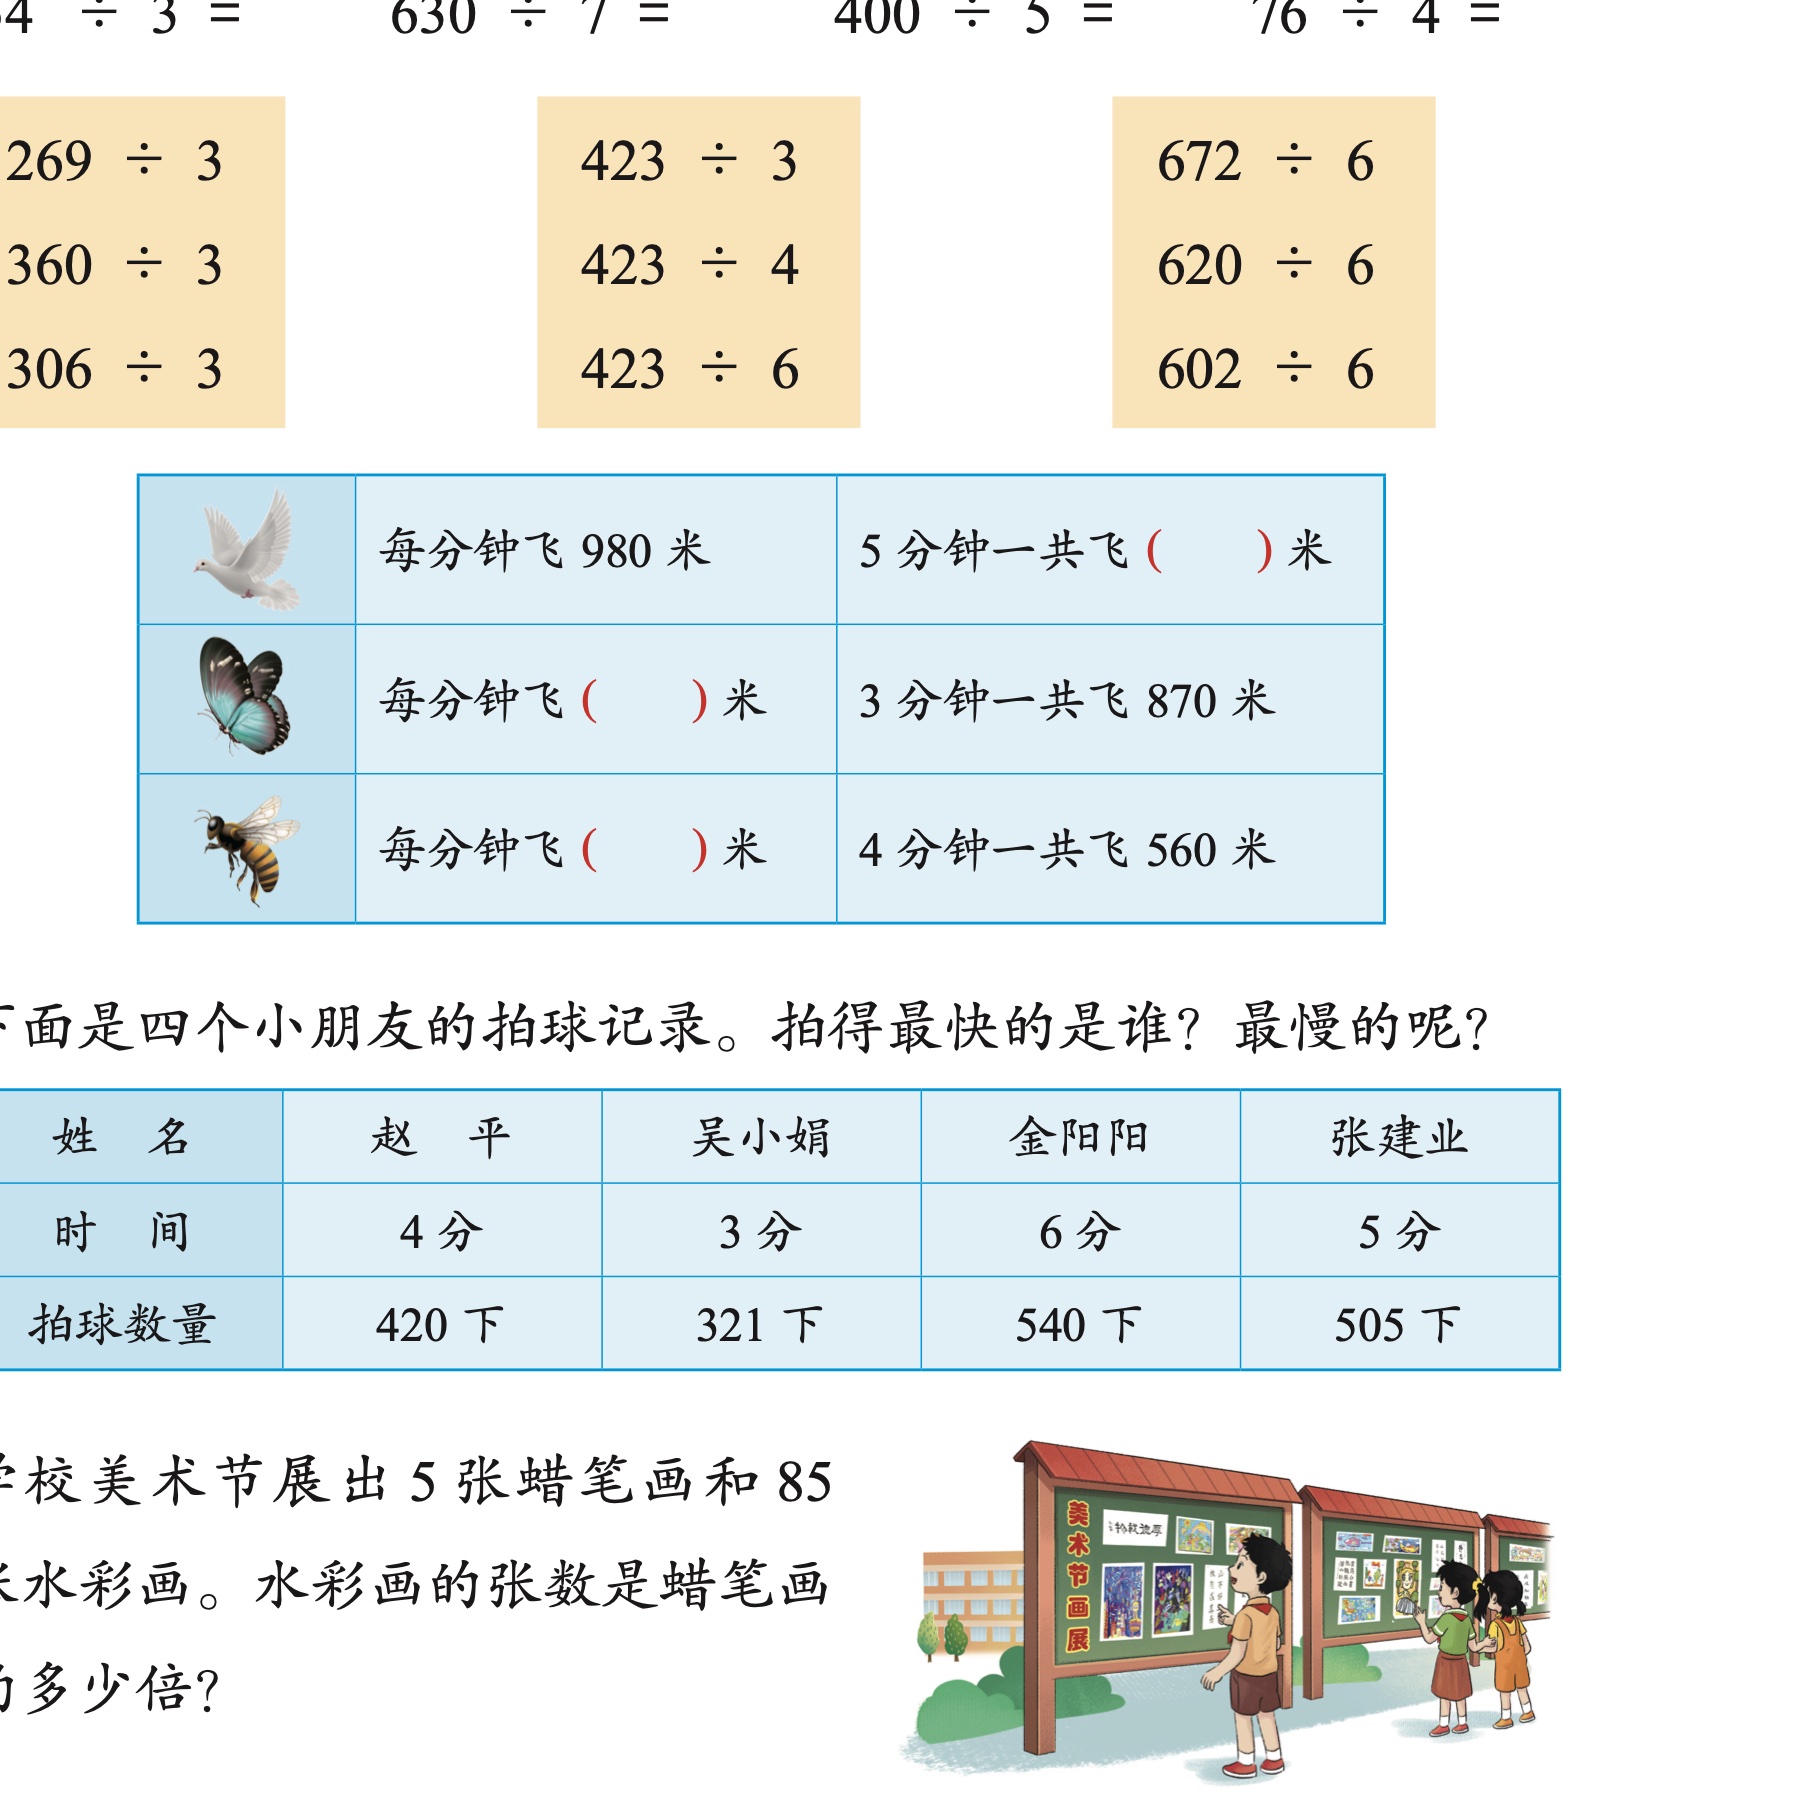 4 ÷ 3 = 630 ÷ 7 = 400 ÷ 5 = 76 ÷ 4 =
269 ÷ 3 423 ÷ 3 672 ÷ 6
360 ÷ 3 423 ÷ 4 620 ÷ 6
306 ÷ 3 423 ÷ 6 602 ÷ 6
每分钟飞 980 米 5 分钟一共飞 ( ) 米
每分钟飞 ( ) 米 3 分钟一共飞 870 米
每分钟飞 ( ) 米 4 分钟一共飞 560 米
下面是四个小朋友的拍球记录。拍得最快的是谁？最慢的呢？
姓 名 赵 平 吴小娟 金阳阳 张建业
时 间 4 分 3 分 6 分 5 分
拍球数量 420 下 321 下 540 下 505 下
学校美术节展出 5 张蜡笔画和 85
张水彩画。水彩画的张数是蜡笔画
的多少倍？
美术节画展